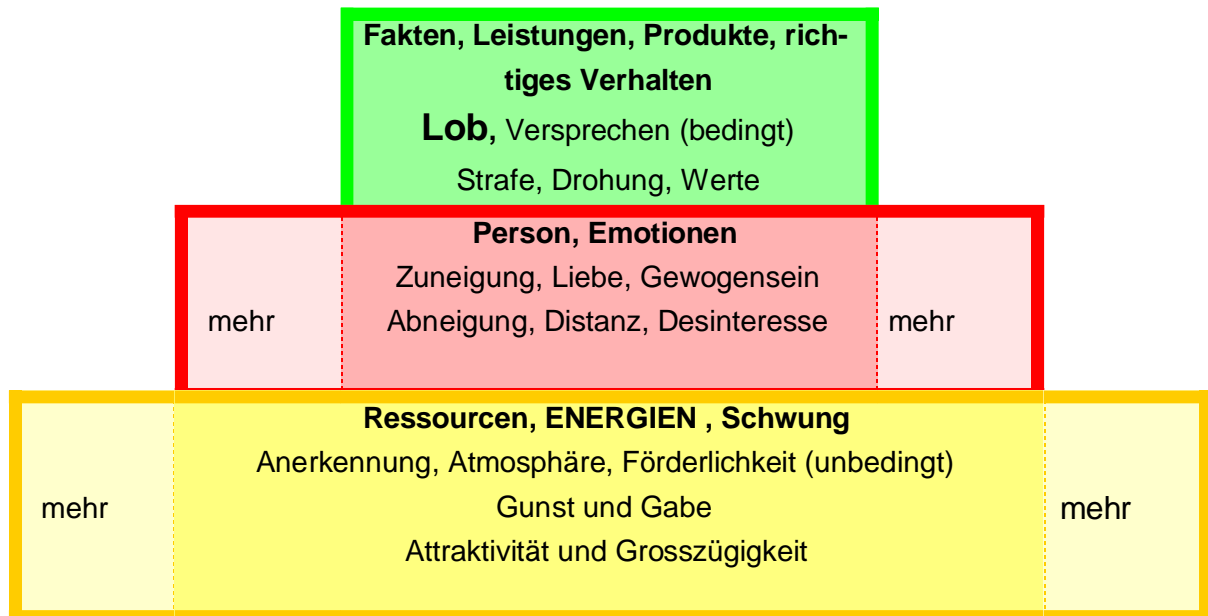 Fakten, Leistungen, Produkte, rich-
tiges Verhalten
Lob, Versprechen (bedingt)
Strafe, Drohung, Werte
Person, Emotionen
Zuneigung, Liebe, Gewogensein
mehr Abneigung, Distanz, Desinteresse mehr
Ressourcen, ENERGIEN , Schwung
Anerkennung, Atmosphäre, Förderlichkeit (unbedingt)
mehr Gunst und Gabe mehr
Attraktivität und Grosszügigkeit